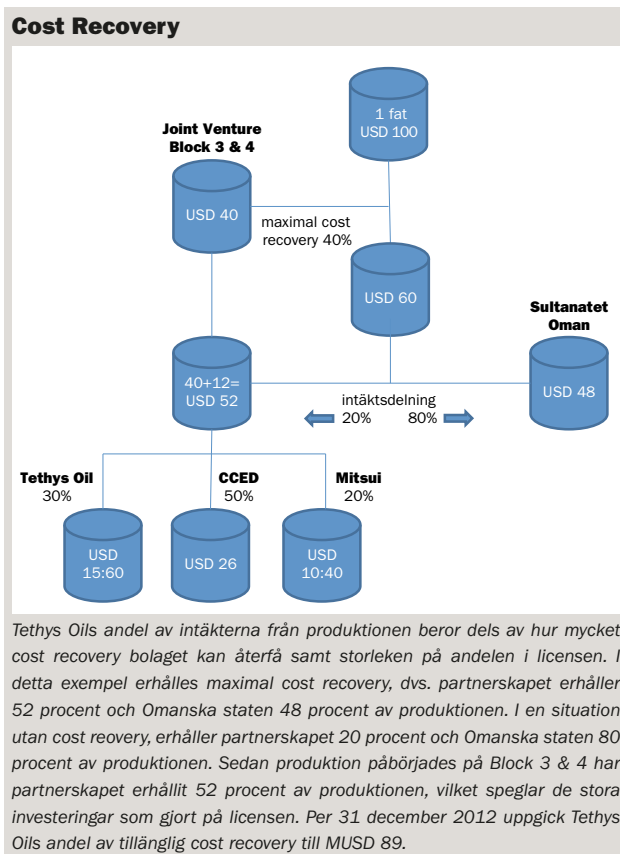 Cost Recovery
1 fat
USD 100
Joint Venture
Block 3 & 4
USD 40
maximal cost
recovery 40%
USD 60
Sultanatet
Oman
40+12=
USD 52
USD 48
intäktsdelning
20% 80%
Tethys Oil
30%
CCED
50%
Mitsui
20%
USD
15:60
USD 26
USD
10:40
Tethys Oils andel av intäkterna från produktionen beror dels av hur mycket
cost recovery bolaget kan återfå samt storleken på andelen i licensen. I
detta exempel erhålles maximal cost recovery, dvs. partnerskapet erhåller
52 procent och Omanska staten 48 procent av produktionen. I en situation
utan cost reovery, erhåller partnerskapet 20 procent och Omanska staten 80
procent av produktionen. Sedan produktion påbörjades på Block 3 & 4 har
partnerskapet erhållit 52 procent av produktionen, vilket speglar de stora
investeringar som gjort på licensen. Per 31 december 2012 uppgick Tethys
Oils andel av tillänglig cost recovery till MUSD 89.